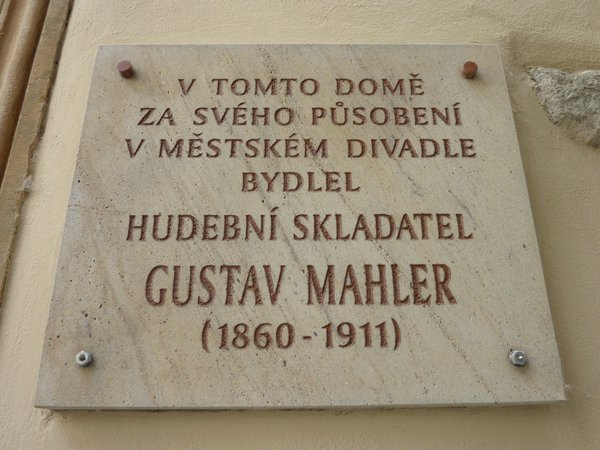 V TOMTO DOMĚ
ZA SVÉHO PŮSOBENÍ
V MĚSTSKÉM DIVADLE
BYDLEL
HUDEBNÍ SKLADATEL
GUSTAV MAHLER
(1860 - 1911)